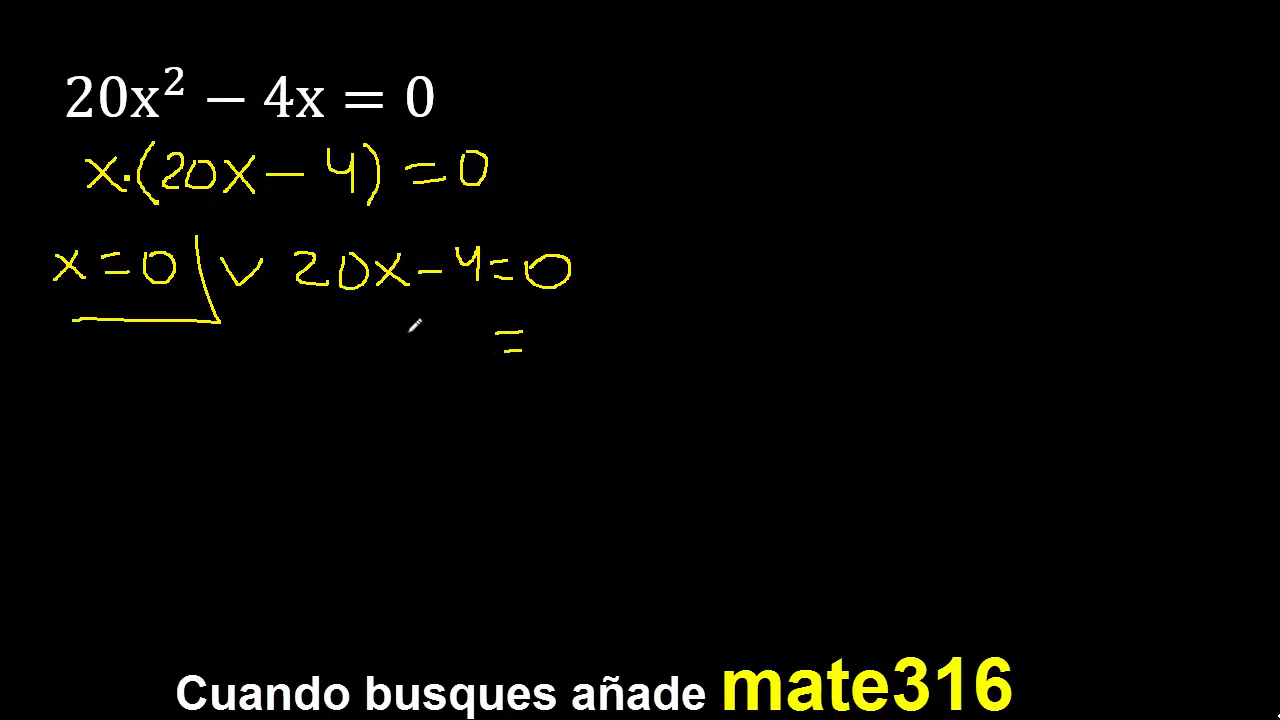 20x² − 4x = 0
x·(20x − 4) = 0
x = 0 ∨ 20x − 4 = 0
=
Cuando busques añade mate316